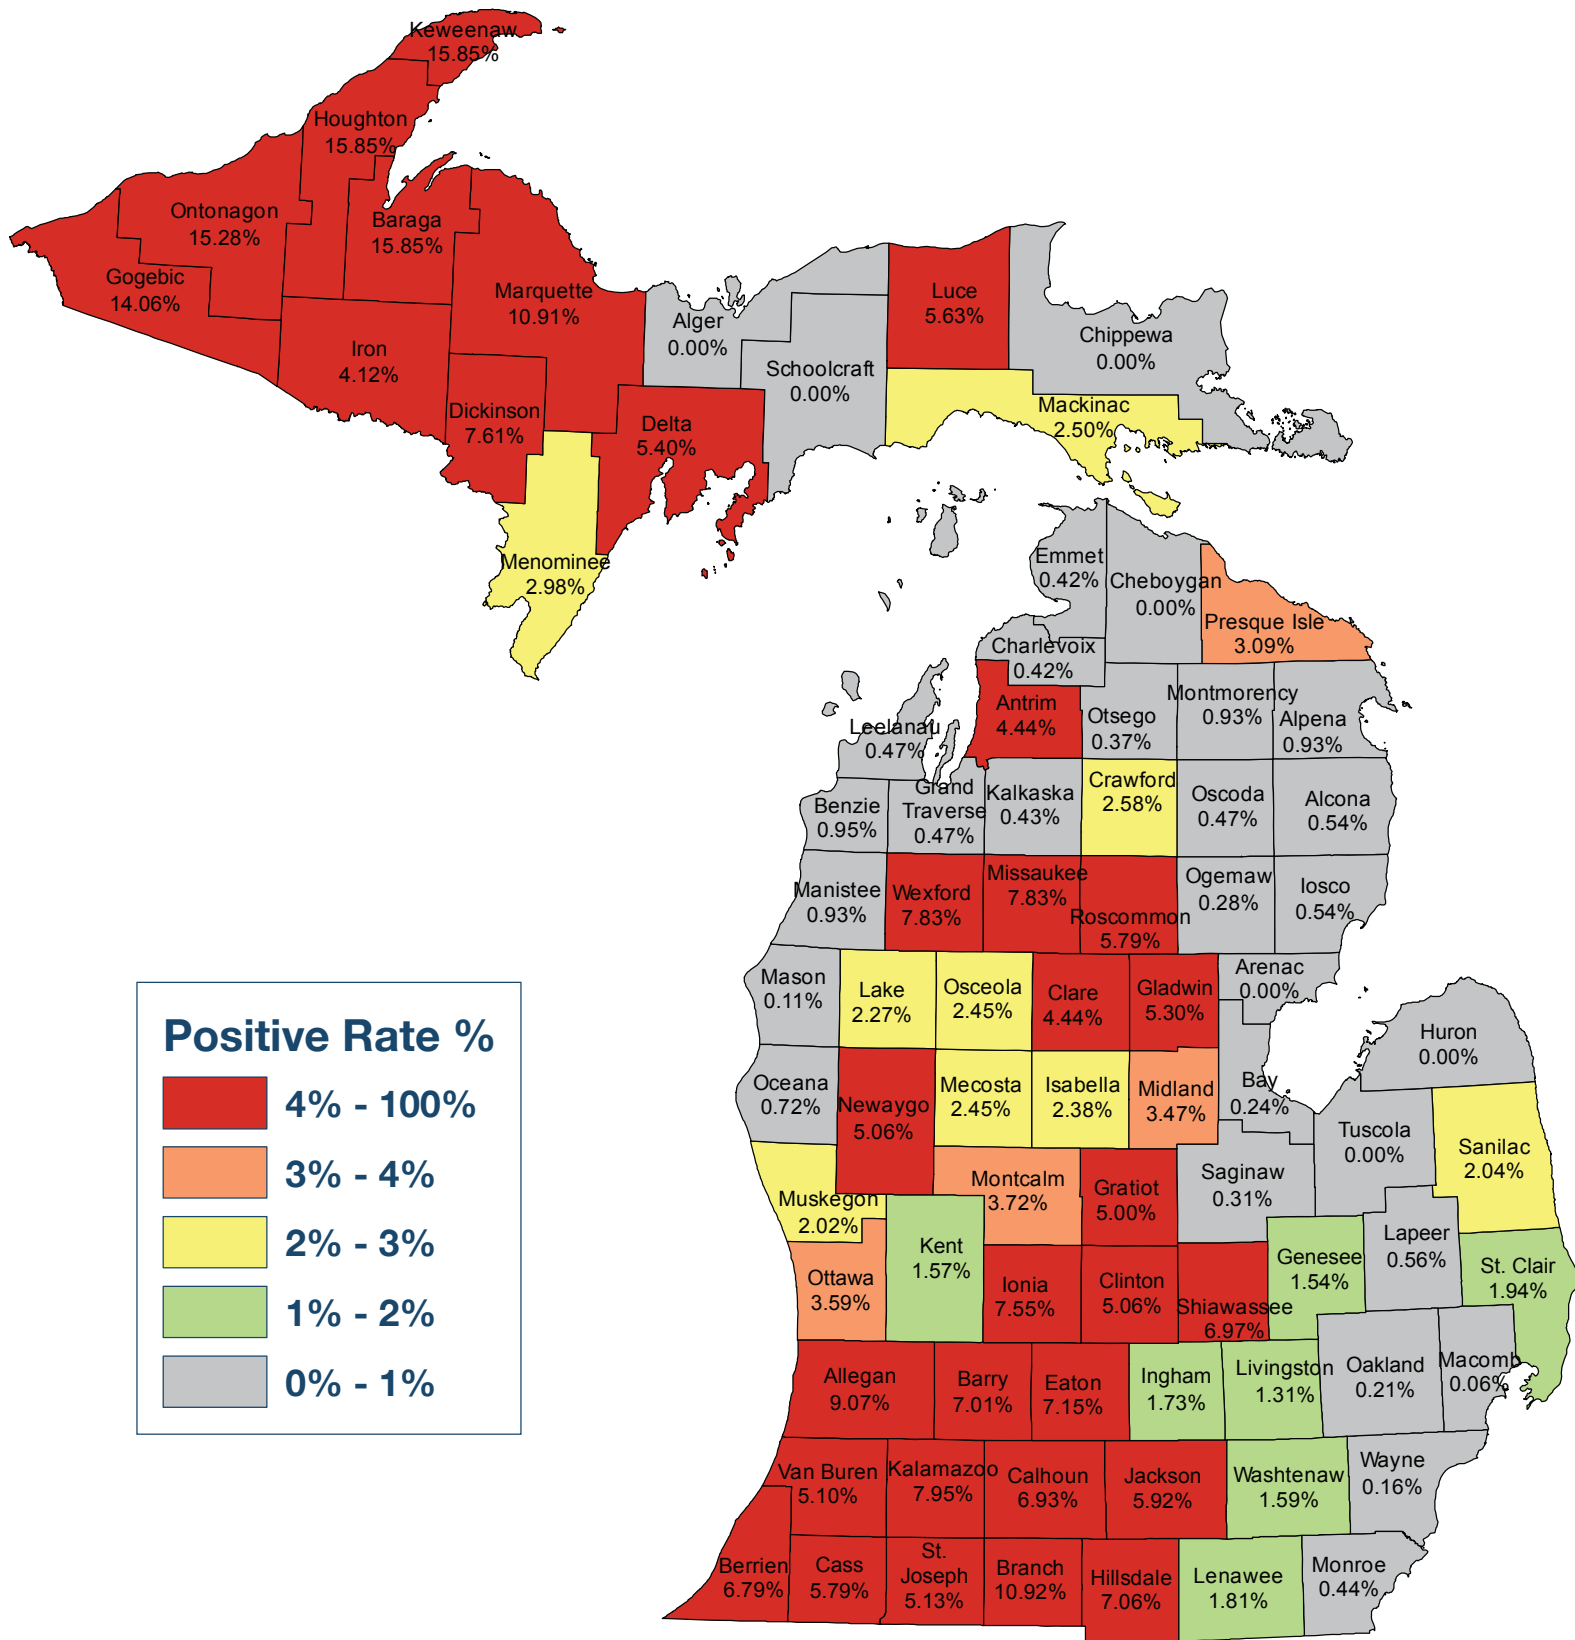 Keweenaw
15.85%
Houghton
15.85%
Ontonagon
15.28%
Baraga
15.85%
Gogebic
14.06%
Marquette
10.91%
Iron
4.12%
Dickinson
7.61%
Menominee
2.98%
Delta
5.40%
Alger
0.00%
Schoolcraft
0.00%
Luce
5.63%
Chippewa
0.00%
Mackinac
2.50%
Emmet
0.42%
Cheboygan
0.00%
Presque Isle
3.09%
Charlevoix
0.42%
Antrim
4.44%
Otsego
0.37%
Montmorency
0.93%
Alpena
0.93%
Leelanau
0.47%
Benzie
0.95%
Grand
Traverse
0.47%
Kalkaska
0.43%
Crawford
2.58%
Oscoda
0.47%
Alcona
0.54%
Manistee
0.93%
Wexford
7.83%
Missaukee
7.83%
Roscommon
5.79%
Ogemaw
0.28%
Iosco
0.54%
Mason
0.11%
Lake
2.27%
Osceola
2.45%
Clare
4.44%
Gladwin
5.30%
Arenac
0.00%
Huron
0.00%
Oceana
0.72%
Newaygo
5.06%
Mecosta
2.45%
Isabella
2.38%
Midland
3.47%
Bay
0.24%
Tuscola
0.00%
Sanilac
2.04%
Muskegon
2.02%
Montcalm
3.72%
Gratiot
5.00%
Saginaw
0.31%
Kent
1.57%
Ottawa
3.59%
Ionia
7.55%
Clinton
5.06%
Shiawassee
6.97%
Genesee
1.54%
Lapeer
0.56%
St. Clair
1.94%
Allegan
9.07%
Barry
7.01%
Eaton
7.15%
Ingham
1.73%
Livingston
1.31%
Oakland
0.21%
Macomb
0.06%
Van Buren
5.10%
Kalamazoo
7.95%
Calhoun
6.93%
Jackson
5.92%
Washtenaw
1.59%
Wayne
0.16%
Berrien
6.79%
Cass
5.79%
St.
Joseph
5.13%
Branch
10.92%
Hillsdale
7.06%
Lenawee
1.81%
Monroe
0.44%
Positive Rate %
4% - 100%
3% - 4%
2% - 3%
1% - 2%
0% - 1%